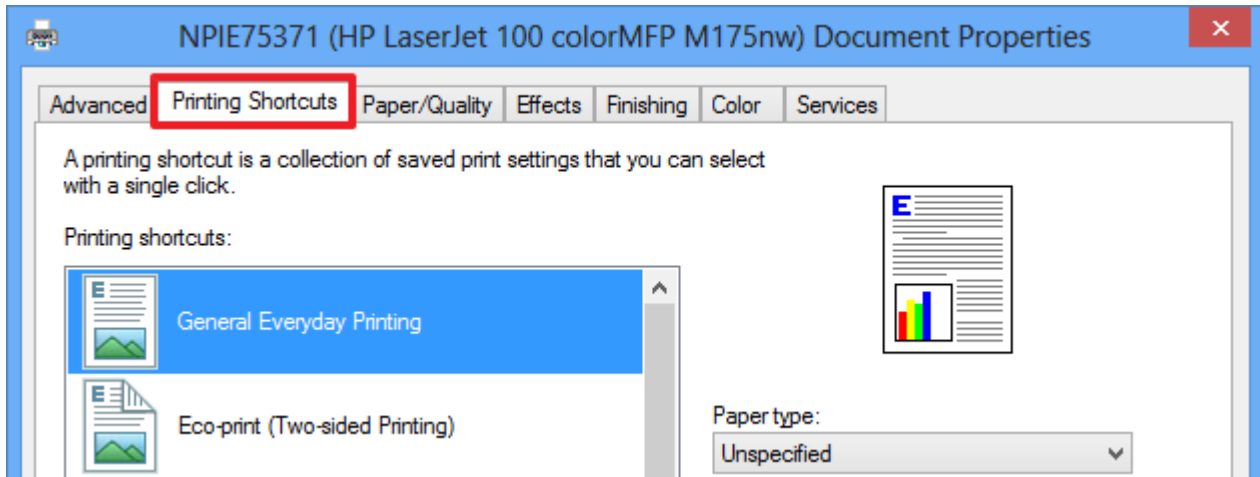 NPIE75371 (HP LaserJet 100 colorMFP M175nw) Document Properties
Advanced Printing Shortcuts Paper/Quality Effects Finishing Color Services
A printing shortcut is a collection of saved print settings that you can select
with a single click.
Printing shortcuts:
E
E
General Everyday Printing
E
Eco-print (Two-sided Printing)
Paper type:
Unspecified